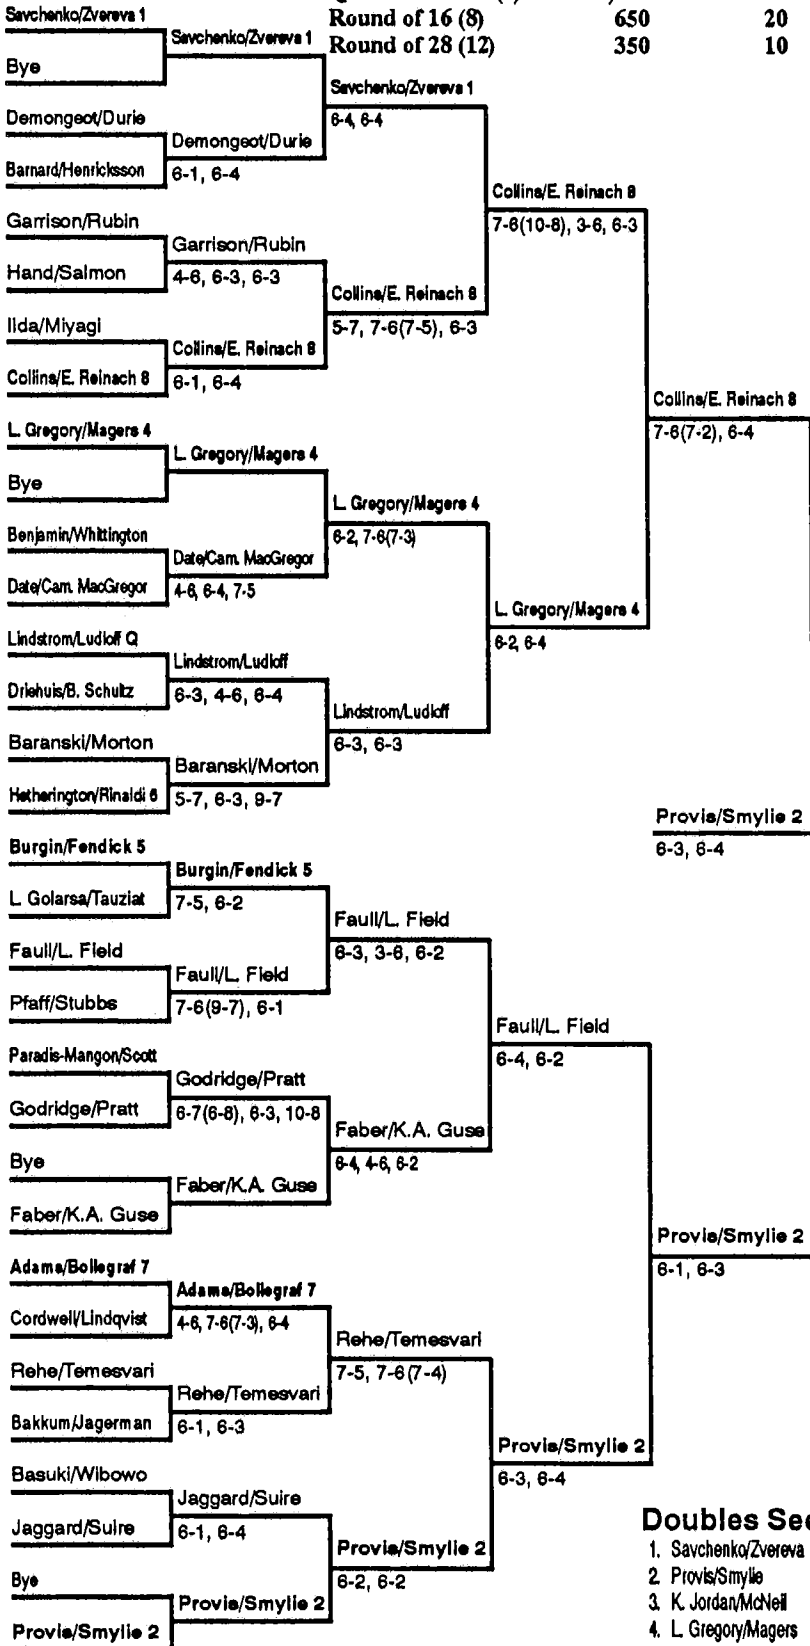 Savchenko/Zvereva 1
Bye
Demongeot/Durie
Barnard/Henricksson
Garrison/Rubin
Hand/Salmon
Iida/Miyagi
Collins/E. Reinach 8
L. Gregory/Magers 4
Bye
Benjamin/Whittington
Date/Cam. MacGregor
Lindstrom/Ludloff Q
Driehuis/B. Schultz
Baranski/Morton
Hetherington/Rinaldi 6
Burgin/Fendick 5
L. Golarsa/Tauziat
Faull/L. Field
Pfaff/Stubbs
Paradis-Mangon/Scott
Godridge/Pratt
Bye
Faber/K.A. Guse
Adams/Bollegraf 7
Cordwell/Lindqvist
Rehe/Temesvari
Bakkum/Jagerman
Basuki/Wibowo
Jaggard/Suire
Bye
Provis/Smylie 2
Savchenko/Zvereva 1
Demongeot/Durie
6-1, 6-4
Garrison/Rubin
4-6, 6-3, 6-3
Collins/E. Reinach 8
6-1, 6-4
L. Gregory/Magers 4
Date/Cam. MacGregor
4-6, 6-4, 7-5
Lindstrom/Ludloff
6-3, 4-6, 6-4
Baranski/Morton
5-7, 6-3, 9-7
Burgin/Fendick 5
7-5, 6-2
Faull/L. Field
7-6(9-7), 6-1
Godridge/Pratt
6-7(6-8), 6-3, 10-8
Faber/K.A. Guse
Adams/Bollegraf 7
4-6, 7-6(7-3), 6-4
Rehe/Temesvari
6-1, 6-3
Jaggard/Suire
6-1, 6-4
Provis/Smylie 2
Round of 16 (8) 650 20
Round of 28 (12) 350 10
Savchenko/Zvereva 1
6-4, 6-4
Collins/E. Reinach 8
5-7, 7-6(7-5), 6-3
L. Gregory/Magers 4
6-2, 7-6(7-3)
Lindstrom/Ludloff
6-3, 6-3
Faull/L. Field
6-3, 3-6, 6-2
Faber/K.A. Guse
6-4, 4-6, 6-2
Rehe/Temesvari
7-5, 7-6(7-4)
Provis/Smylie 2
6-2, 6-2
Collins/E. Reinach 8
7-6(10-8), 3-6, 6-3
L. Gregory/Magers 4
6-2, 6-4
Faull/L. Field
6-4, 6-2
Provis/Smylie 2
6-3, 6-4
Collins/E. Reinach 8
7-6(7-2), 6-4
Provis/Smylie 2
6-1, 6-3
Provis/Smylie 2
6-3, 6-4
Doubles See
1. Savchenko/Zvereva
2. Provis/Smylie
3. K. Jordan/McNeil
4. L. Gregory/Magers